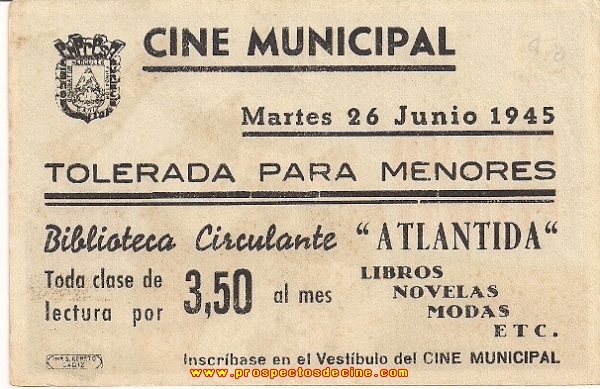 CINE MUNICIPAL
Martes 26 Junio 1945
TOLERADA PARA MENORES
Biblioteca Circulante "ATLANTIDA"
Toda clase de
lectura por 3,50 al mes
LIBROS
NOVELAS
MODAS
ETC.
Inscríbase en el Vestíbulo del CINE MUNICIPAL
CADIZ
www.prospectosdecine.com